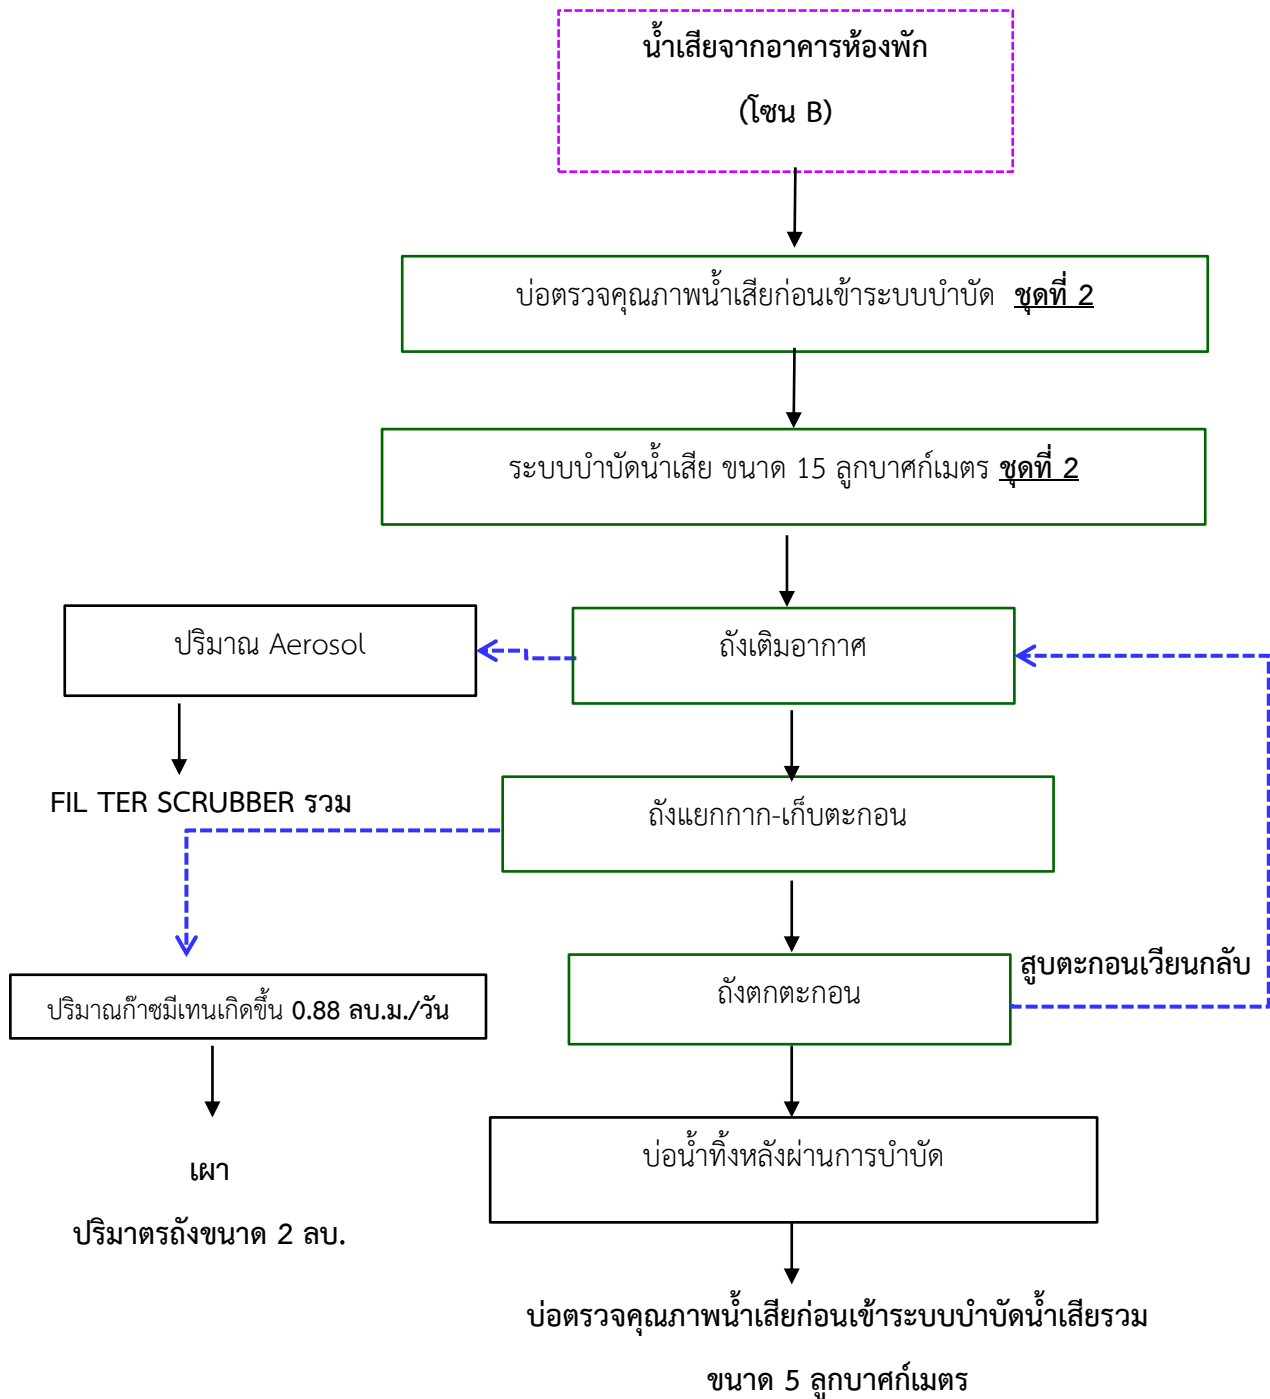 น้ำเสียจากอาคารห้องพัก
(โซน B)
บ่อตรวจคุณภาพน้ำเสียก่อนเข้าระบบบำบัด ชุดที่ 2
ระบบบำบัดน้ำเสีย ขนาด 15 ลูกบาศก์เมตร ชุดที่ 2
ปริมาณ Aerosol
ถังเติมอากาศ
FIL TER SCRUBBER รวม
ถังแยกกาก-เก็บตะกอน
สูบตะกอนเวียนกลับ
ถังตกตะกอน
ปริมาณก๊าซมีเทนเกิดขึ้น 0.88 ลบ.ม./วัน
บ่อน้ำทิ้งหลังผ่านการบำบัด
เผา
ปริมาตรถังขนาด 2 ลบ.
บ่อตรวจคุณภาพน้ำเสียก่อนเข้าระบบบำบัดน้ำเสียรวม
ขนาด 5 ลูกบาศก์เมตร